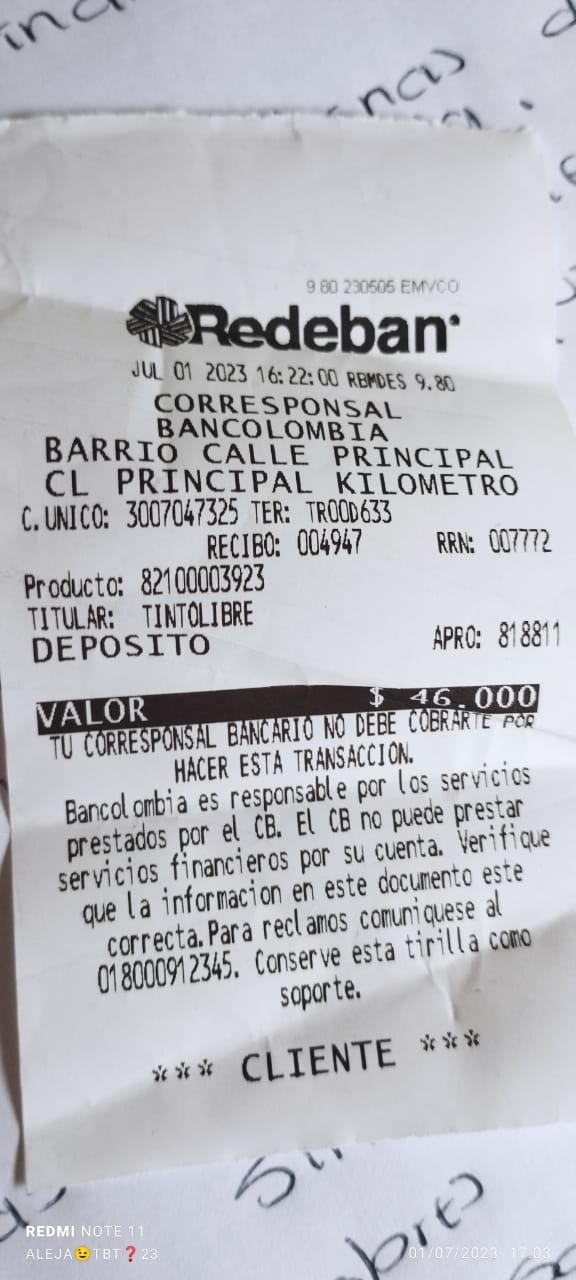 9.80 230505 EMVCO
Redeban
JUL 01 2023 16:22:00 RBMDES 9.80
CORRESPONSAL
BANCOLOMBIA
BARRIO CALLE PRINCIPAL
CL PRINCIPAL KILOMETRO
C. UNICO: 3007047325 TER: TROOD633
RECIBO: 004947 RRN: 007772
Producto: 82100003923
TITULAR: TINTOLIBRE
DEPOSITO APRO: 818811
VALOR $ 46.000
TU CORRESPONSAL BANCARIO NO DEBE COBRARTE POR
HACER ESTA TRANSACCION.
Bancolombia es responsable por los servicios
prestados por el CB. El CB no puede prestar
servicios financieros por su cuenta. Verifique
que la informacion en este documento este
correcta. Para reclamos comuniquese al
018000912345. Conserve esta tirilla como
soporte.
*** CLIENTE ***
REDMI NOTE 11
ALEJA😉TBT❓23
01/07/2023 17:03